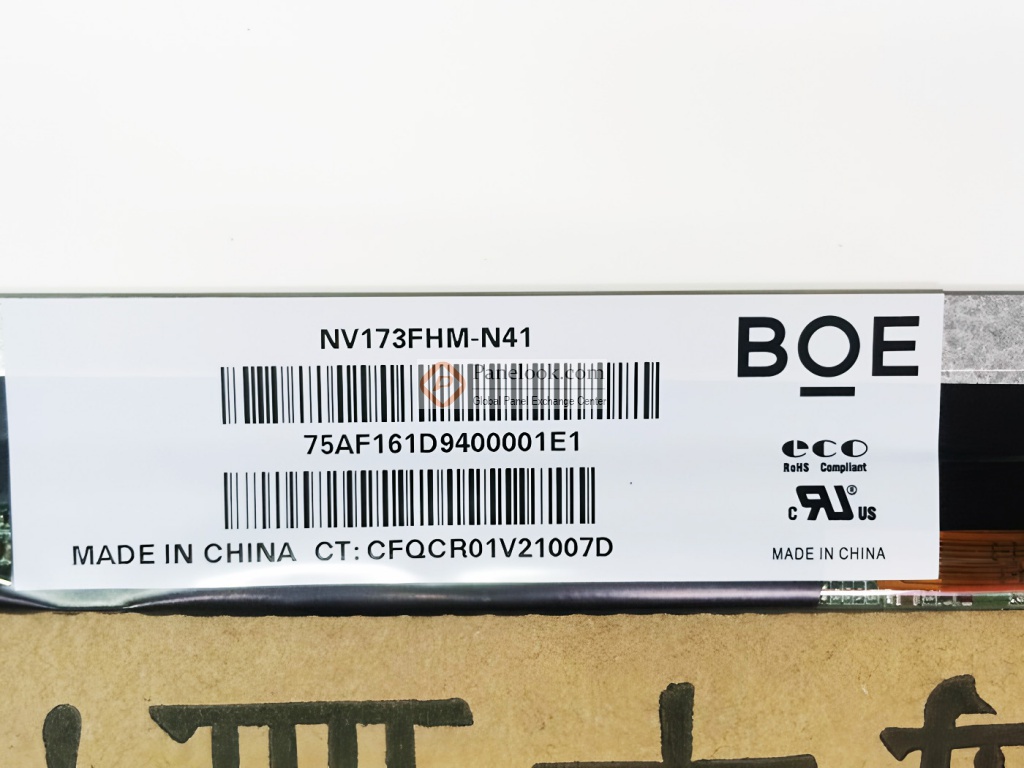 NV173FHM-N41
BOE
Panelook.com
Global Panel Exchange Center
75AF161D9400001E1
eco
RoHS Compliant
C RU ® US
MADE IN CHINA CT: CFQCR01V21007D
MADE IN CHINA